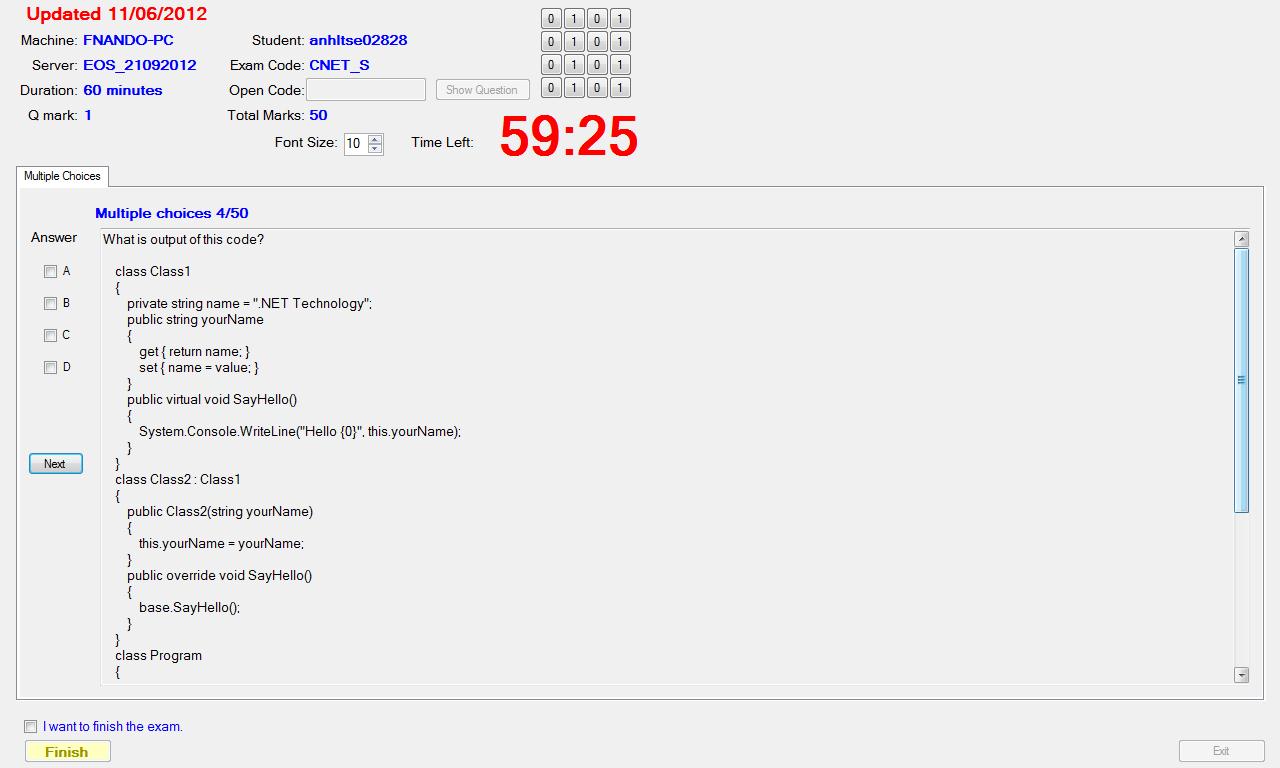 Updated 11/06/2012
Machine: FNANDO-PC Student: anhltse02828
Server: EOS_21092012 Exam Code: CNET_S
Duration: 60 minutes Open Code: Show Question
Q mark: 1 Total Marks: 50
0 1 0 1
0 1 0 1
0 1 0 1
0 1 0 1
Font Size: 10 Time Left: 59:25
Multiple Choices
Multiple choices 4/50
Answer
A
B
C
D
Next
What is output of this code?
class Class1
{
private string name = ".NET Technology";
public string yourName
{
get { return name; }
set { name = value; }
}
public virtual void SayHello()
{
System.Console.WriteLine("Hello {0}", this.yourName);
}
}
class Class2 : Class1
{
public Class2(string yourName)
{
this.yourName = yourName;
}
public override void SayHello()
{
base.SayHello();
}
}
class Program
{
I want to finish the exam.
Finish
Exit